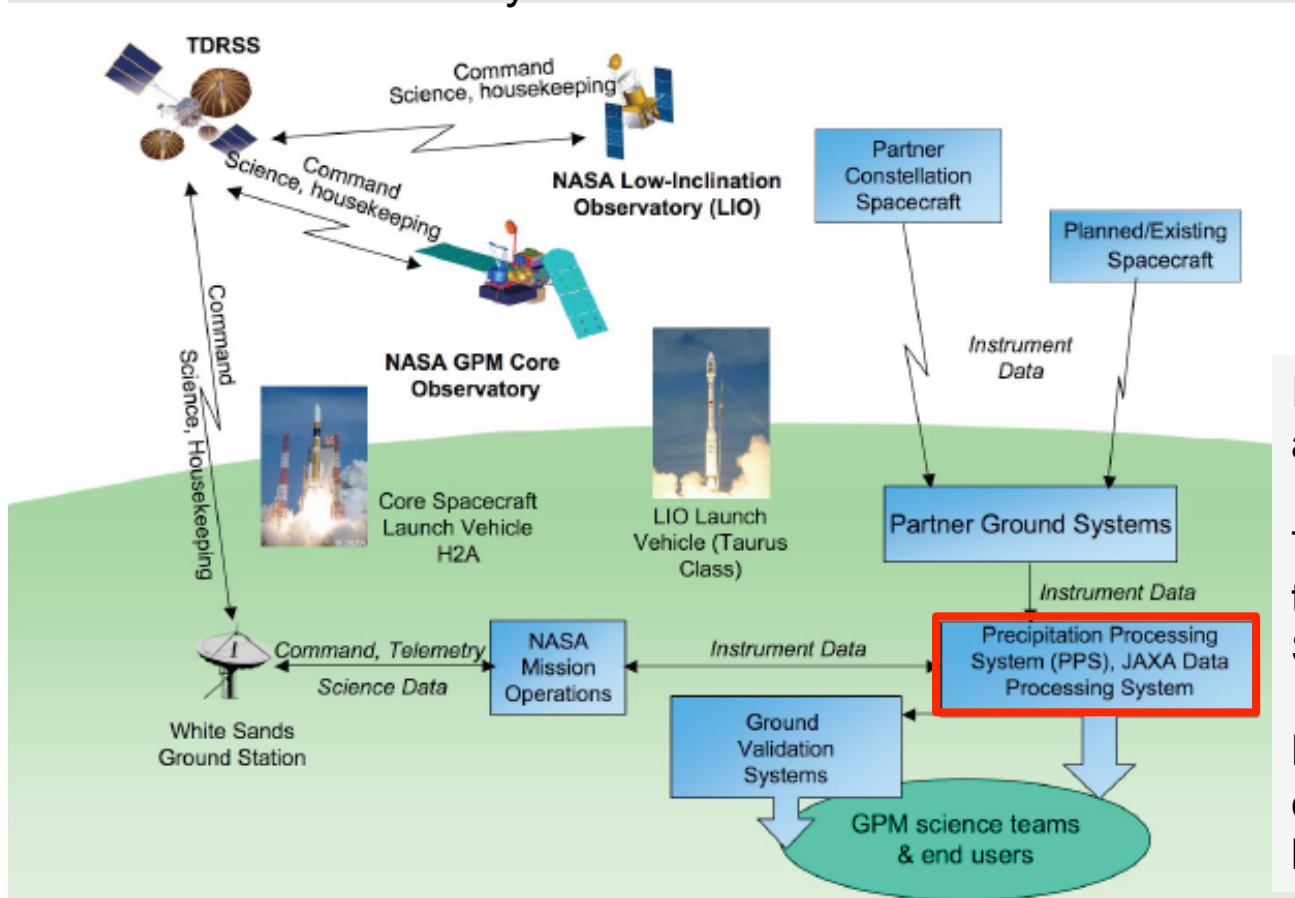 TDRSS
Command
Science, housekeeping
Command
Science, housekeeping
NASA Low-Inclination
Observatory (LIO)
Partner
Constellation
Spacecraft
Planned/Existing
Spacecraft
Command
Science, Housekeeping
NASA GPM Core
Observatory
Instrument
Data
Core Spacecraft
Launch Vehicle
H2A
LIO Launch
Vehicle (Taurus
Class)
Partner Ground Systems
Instrument Data
Command, Telemetry
Science Data
NASA
Mission
Operations
Instrument Data
Precipitation Processing
System (PPS), JAXA Data
Processing System
White Sands
Ground Station
Ground
Validation
Systems
GPM science teams
& end users